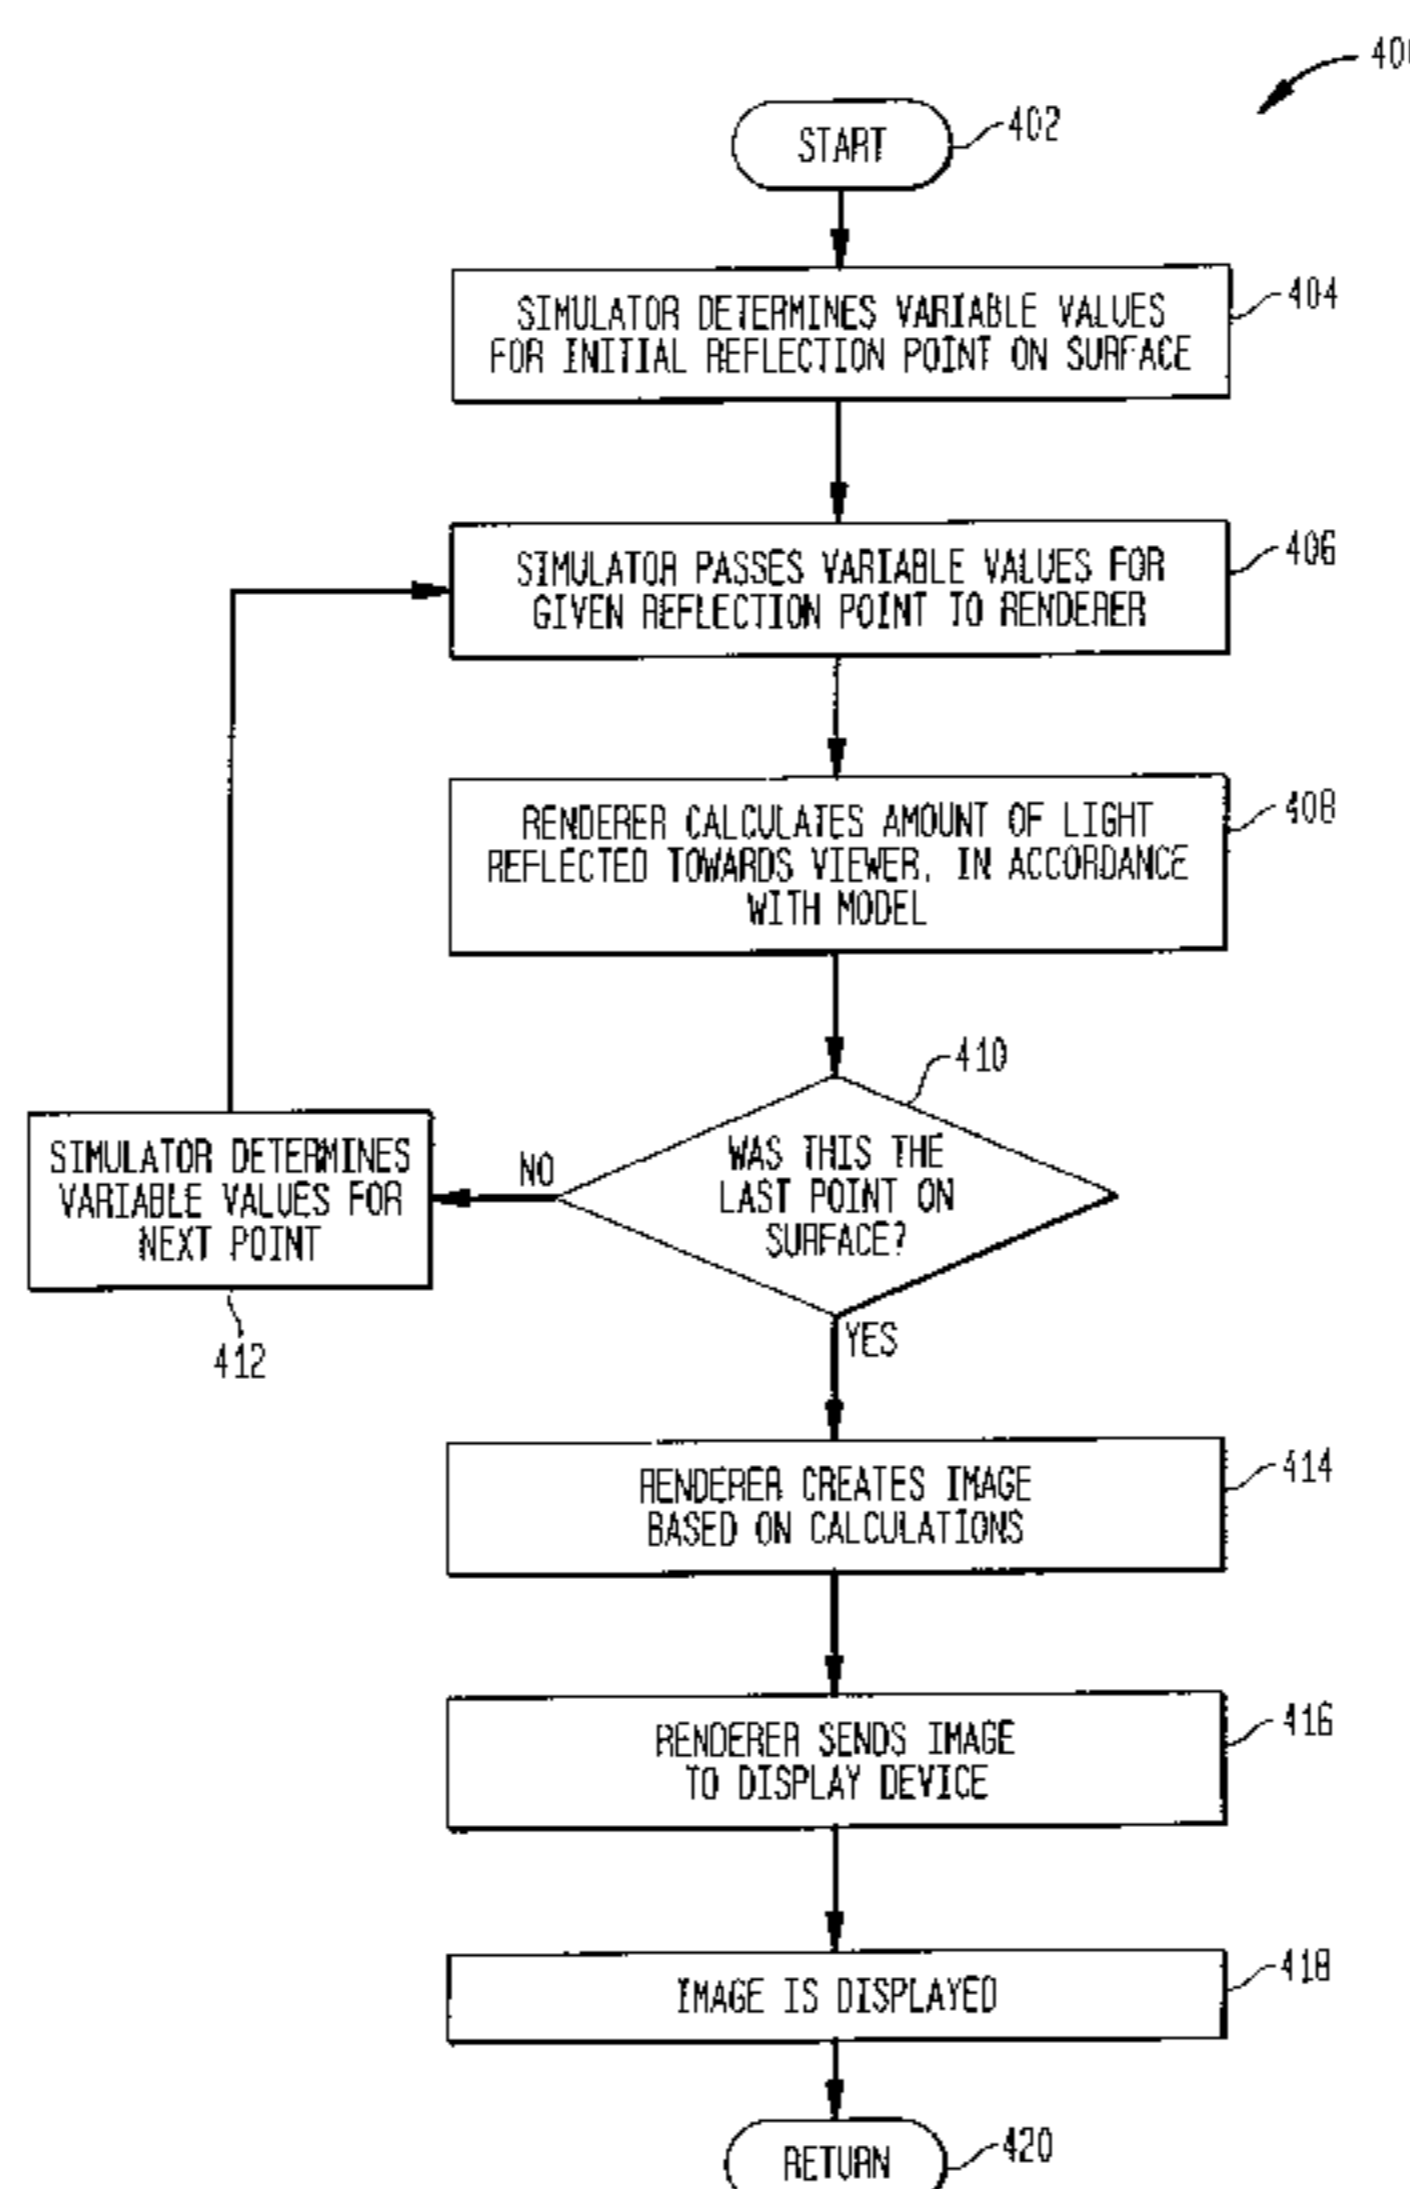 START
402
SIMULATOR DETERMINES VARIABLE VALUES
FOR INITIAL REFLECTION POINT ON SURFACE
404
SIMULATOR PASSES VARIABLE VALUES FOR
GIVEN REFLECTION POINT TO RENDERER
406
RENDERER CALCULATES AMOUNT OF LIGHT
REFLECTED TOWARDS VIEWER, IN ACCORDANCE
WITH MODEL
408
410
WAS THIS THE
LAST POINT ON
SURFACE?
NO
SIMULATOR DETERMINES
VARIABLE VALUES FOR
NEXT POINT
412
YES
RENDERER CREATES IMAGE
BASED ON CALCULATIONS
414
RENDERER SENDS IMAGE
TO DISPLAY DEVICE
416
IMAGE IS DISPLAYED
418
RETURN
420